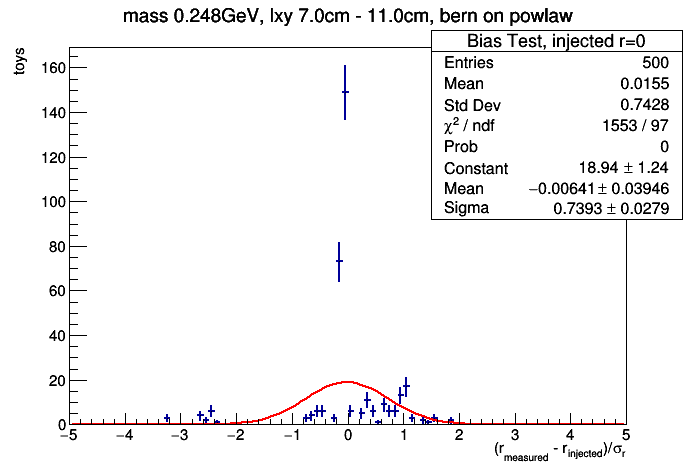 mass 0.248GeV, lxy 7.0cm - 11.0cm, bern on powlaw
Bias Test, injected r=0
Entries 500
Mean 0.0155
Std Dev 0.7428
χ² / ndf 1553 / 97
Prob 0
Constant 18.94 ± 1.24
Mean −0.00641 ± 0.03946
Sigma 0.7393 ± 0.0279
toys
160
140
120
100
80
60
40
20
0
−5 −4 −3 −2 −1 0 1 2 3 4 5
(r_measured - r_injected)/σ_r